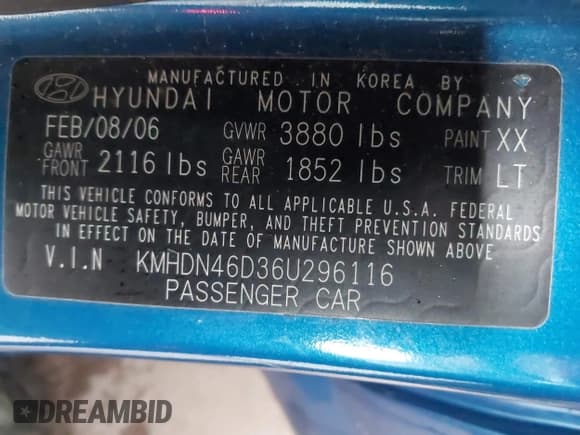 MANUFACTURED IN KOREA BY
HYUNDAI MOTOR COMPANY
FEB/08/06 GVWR 3880 lbs PAINT XX
GAWR FRONT 2116 lbs GAWR REAR 1852 lbs TRIM LT
THIS VEHICLE CONFORMS TO ALL APPLICABLE U.S.A. FEDERAL
MOTOR VEHICLE SAFETY, BUMPER, AND THEFT PREVENTION STANDARDS
IN EFFECT ON THE DATE OF MANUFACTURE SHOWN ABOVE
V.I.N KMHDN46D36U296116
PASSENGER CAR
DREAMBID